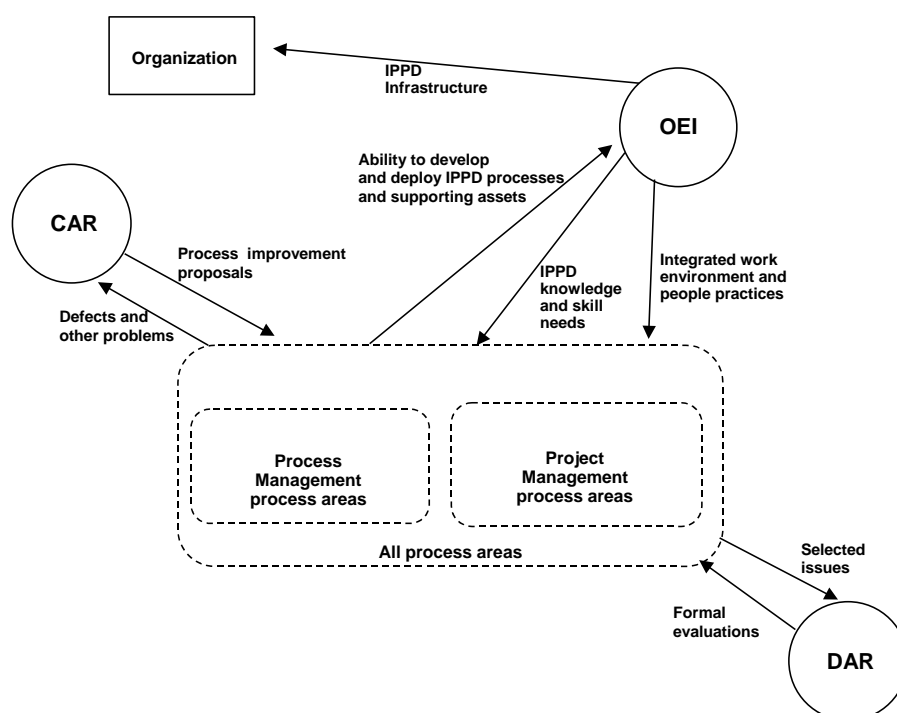 Organization
IPPD
Infrastructure
OEI
Ability to develop
and deploy IPPD processes
and supporting assets
CAR
Process improvement
proposals
IPPD
knowledge
and skill
needs
Integrated work
environment and
people practices
Defects and
other problems
Process
Management
process areas
Project
Management
process areas
All process areas
Selected
issues
Formal
evaluations
DAR